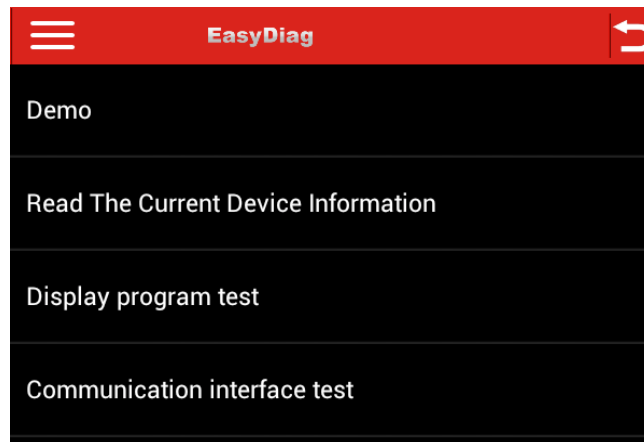 EasyDiag
Demo
Read The Current Device Information
Display program test
Communication interface test